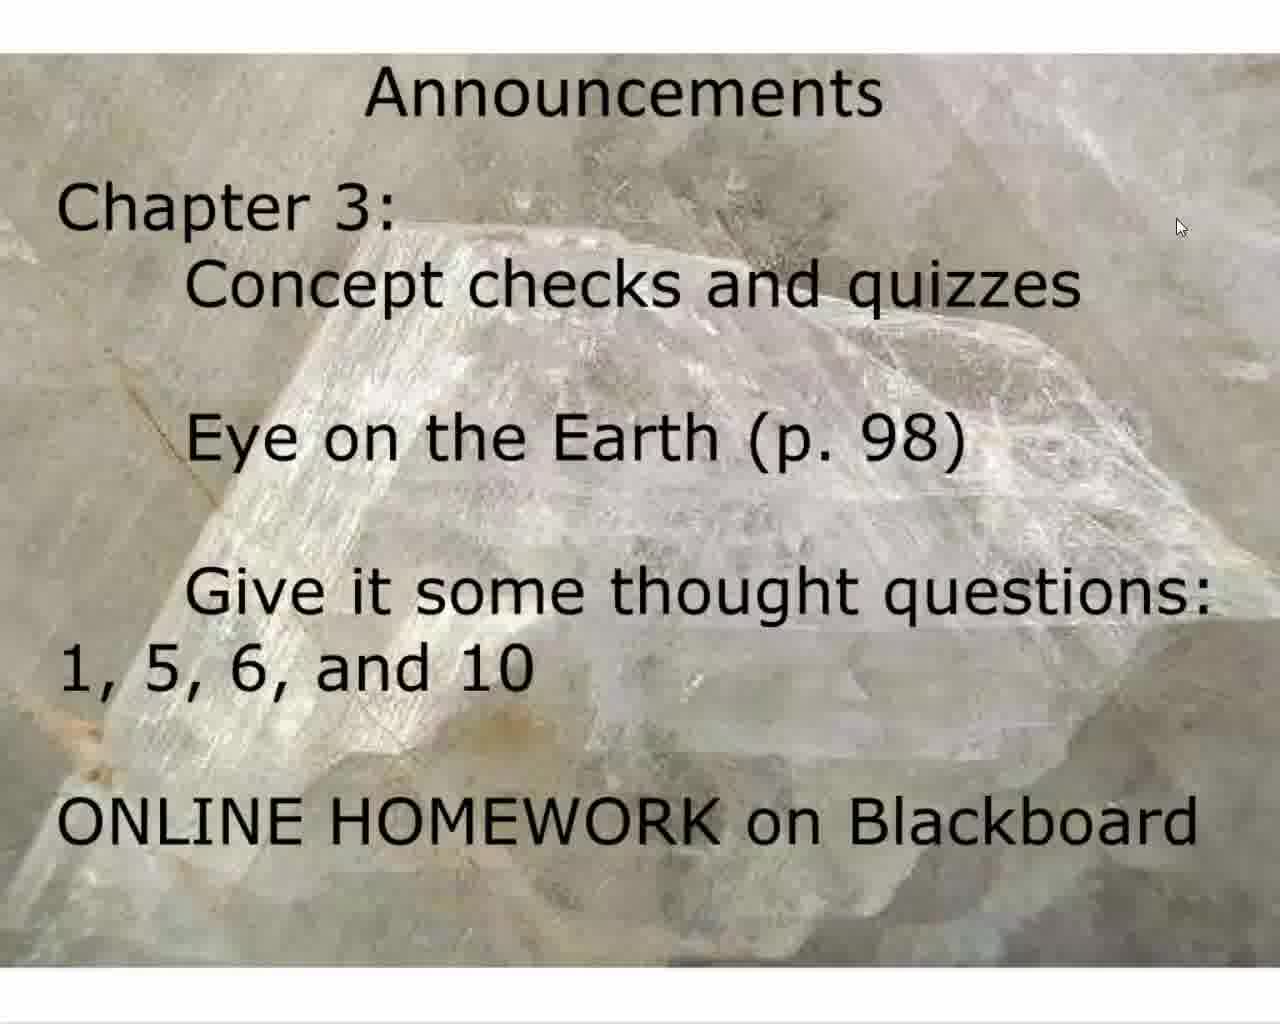 Announcements
Chapter 3:
Concept checks and quizzes
Eye on the Earth (p. 98)
Give it some thought questions:
1, 5, 6, and 10
ONLINE HOMEWORK on Blackboard